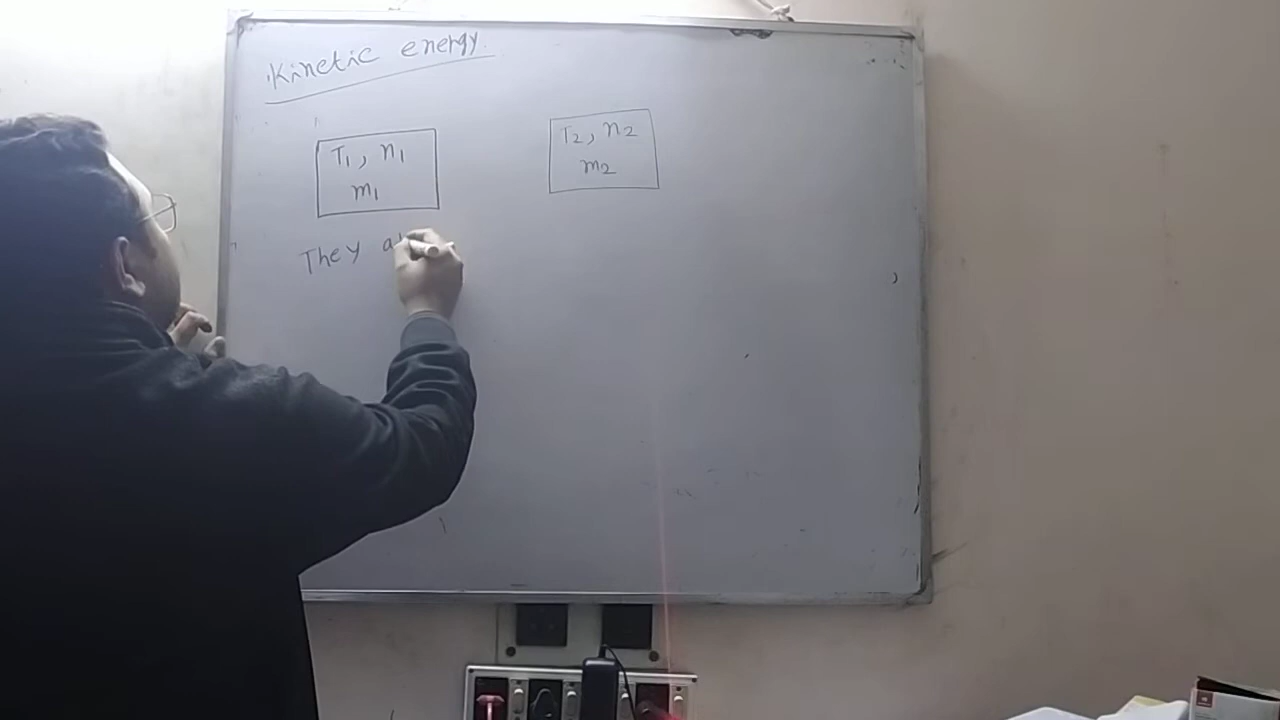 Kinetic energy
T1, n1
m1
T2, n2
m2
They